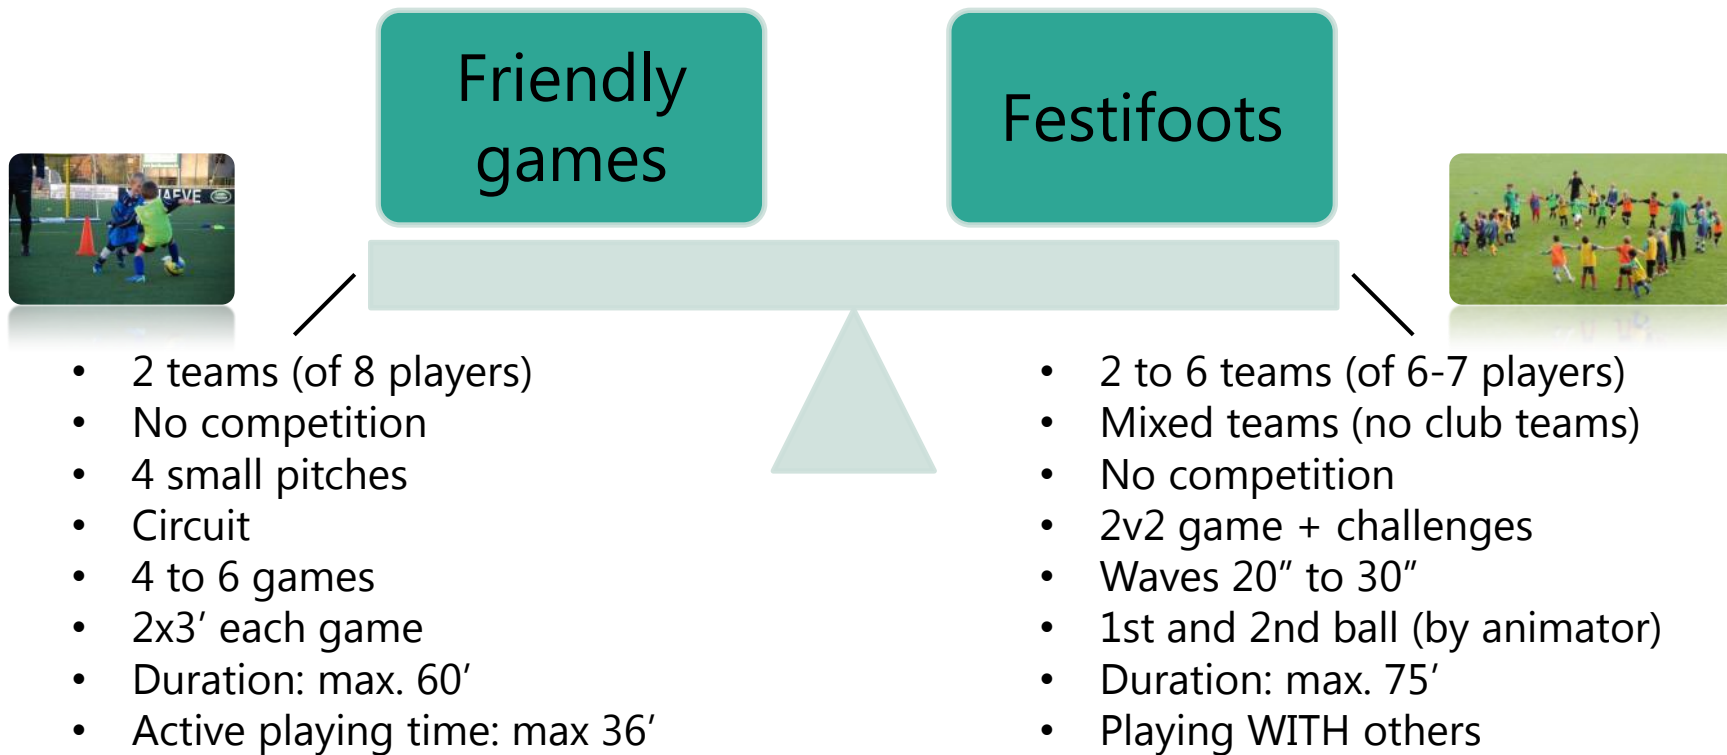 Friendly
games
Festifoots
• 2 teams (of 8 players)
• No competition
• 4 small pitches
• Circuit
• 4 to 6 games
• 2x3’ each game
• Duration: max. 60’
• Active playing time: max 36’
• 2 to 6 teams (of 6-7 players)
• Mixed teams (no club teams)
• No competition
• 2v2 game + challenges
• Waves 20” to 30”
• 1st and 2nd ball (by animator)
• Duration: max. 75’
• Playing WITH others